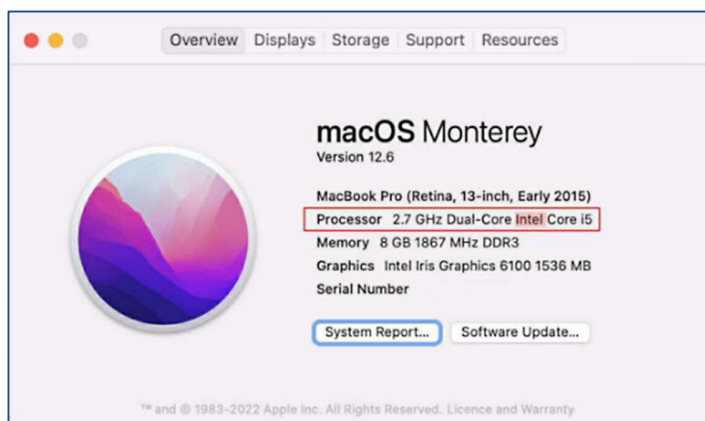 Overview Displays Storage Support Resources
macOS Monterey
Version 12.6
MacBook Pro (Retina, 13-inch, Early 2015)
Processor 2.7 GHz Dual-Core Intel Core i5
Memory 8 GB 1867 MHz DDR3
Graphics Intel Iris Graphics 6100 1536 MB
Serial Number
System Report... Software Update...
™ and © 1983-2022 Apple Inc. All Rights Reserved. Licence and Warranty